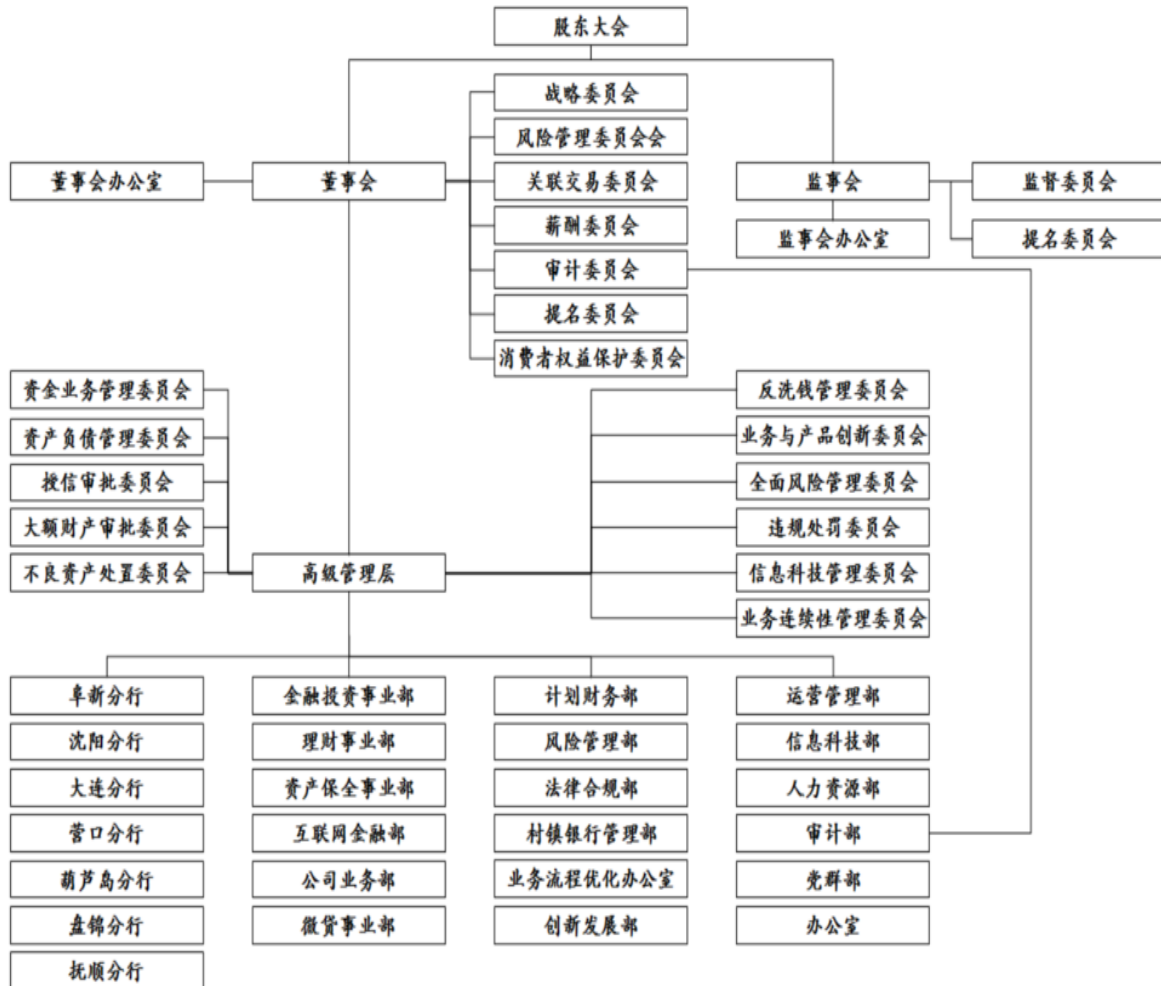 股东大会
战略委员会
风险管理委员会会
董事会办公室
董事会
关联交易委员会
监事会
监督委员会
薪酬委员会
监事会办公室
提名委员会
审计委员会
提名委员会
消费者权益保护委员会
资金业务管理委员会
反洗钱管理委员会
资产负债管理委员会
业务与产品创新委员会
授信审批委员会
全面风险管理委员会
大额财产审批委员会
违规处罚委员会
不良资产处置委员会
高级管理层
信息科技管理委员会
业务连续性管理委员会
阜新分行
金融投资事业部
计划财务部
运营管理部
沈阳分行
理财事业部
风险管理部
信息科技部
大连分行
资产保全事业部
法律合规部
人力资源部
营口分行
互联网金融部
村镇银行管理部
审计部
葫芦岛分行
公司业务部
业务流程优化办公室
党群部
盘锦分行
微贷事业部
创新发展部
办公室
抚顺分行